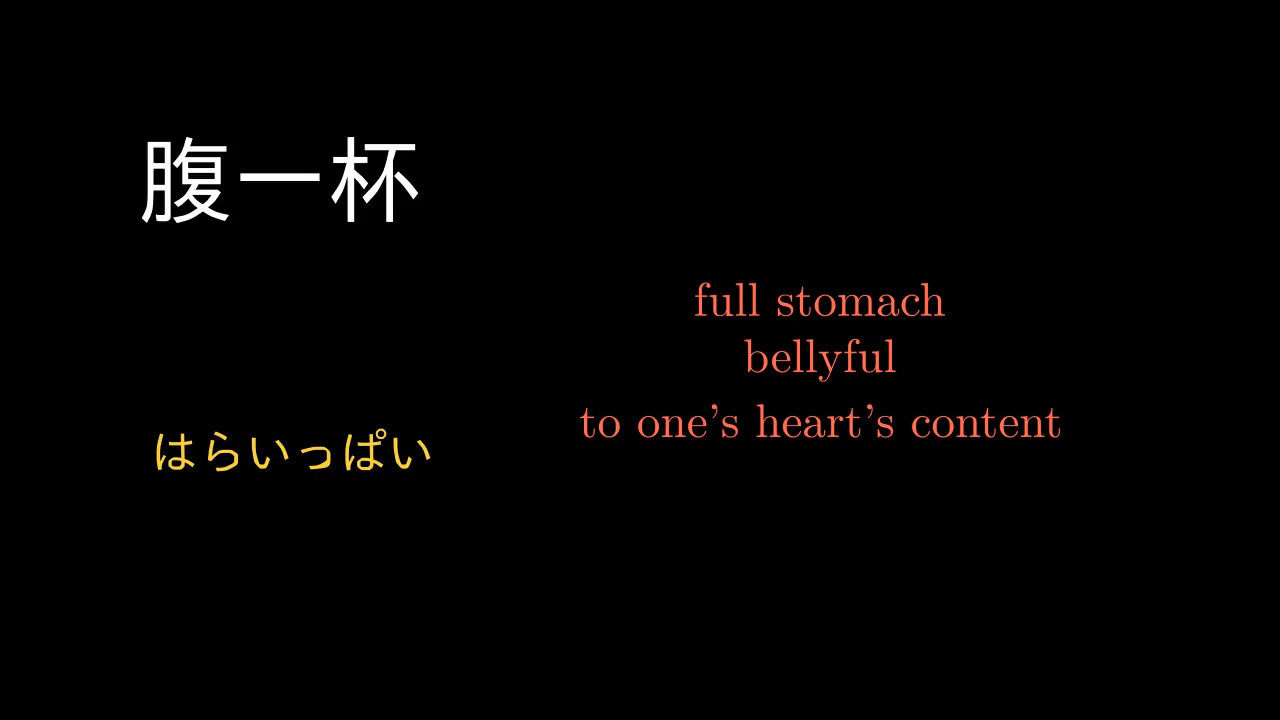 腹一杯
はらいっぱい
full stomach
bellyful
to one's heart's content